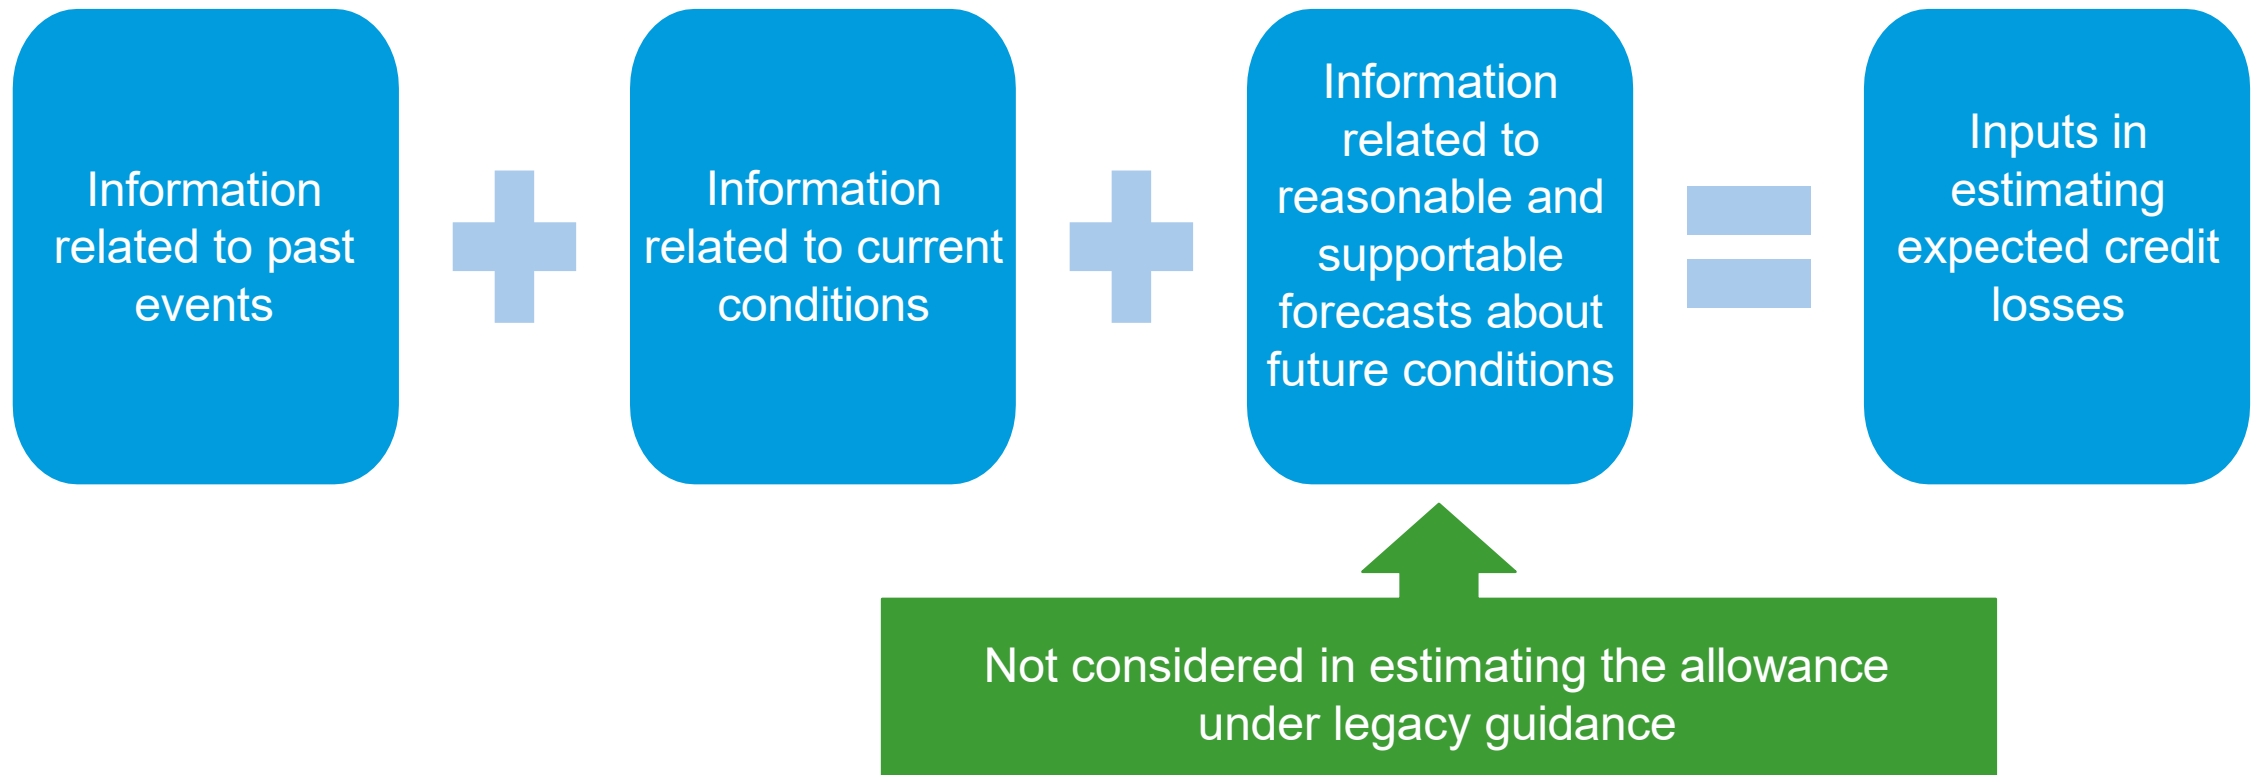 Information
related to past
events
Information
related to current
conditions
Information
related to
reasonable and
supportable
forecasts about
future conditions
Inputs in
estimating
expected credit
losses
Not considered in estimating the allowance
under legacy guidance